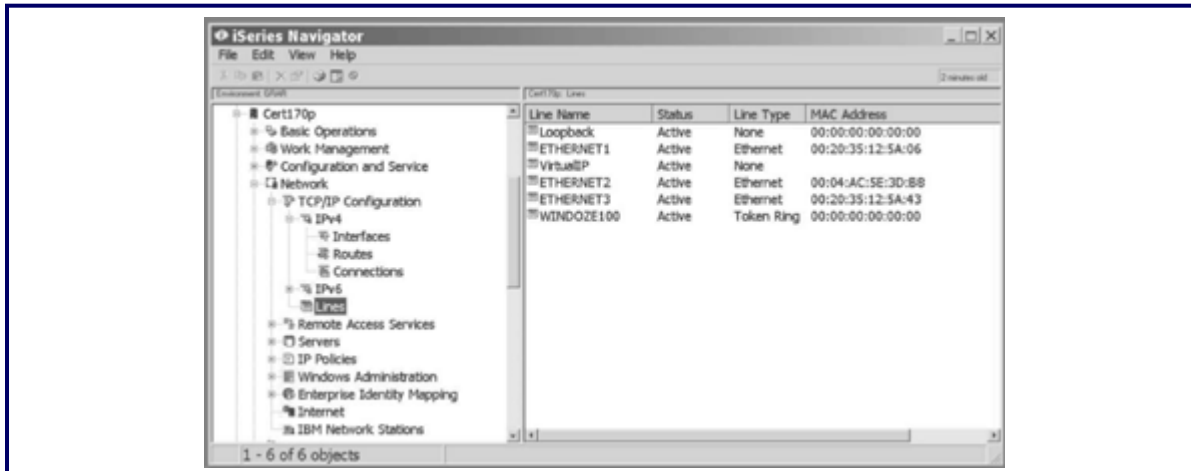 iSeries Navigator
File Edit View Help
2 minutes old
Environment: GRAFI
Cert170p: Lines
Cert170p
Basic Operations
Work Management
Configuration and Service
Network
TCP/IP Configuration
IPv4
Interfaces
Routes
Connections
IPv6
Lines
Remote Access Services
Servers
IP Policies
Windows Administration
Enterprise Identity Mapping
Internet
IBM Network Stations
Line Name Status Line Type MAC Address
Loopback Active None 00:00:00:00:00:00
ETHERNET1 Active Ethernet 00:20:35:12:5A:06
VirtualIP Active None
ETHERNET2 Active Ethernet 00:04:AC:5E:3D:B8
ETHERNET3 Active Ethernet 00:20:35:12:5A:43
WINDOZE100 Active Token Ring 00:00:00:00:00:00
1 - 6 of 6 objects